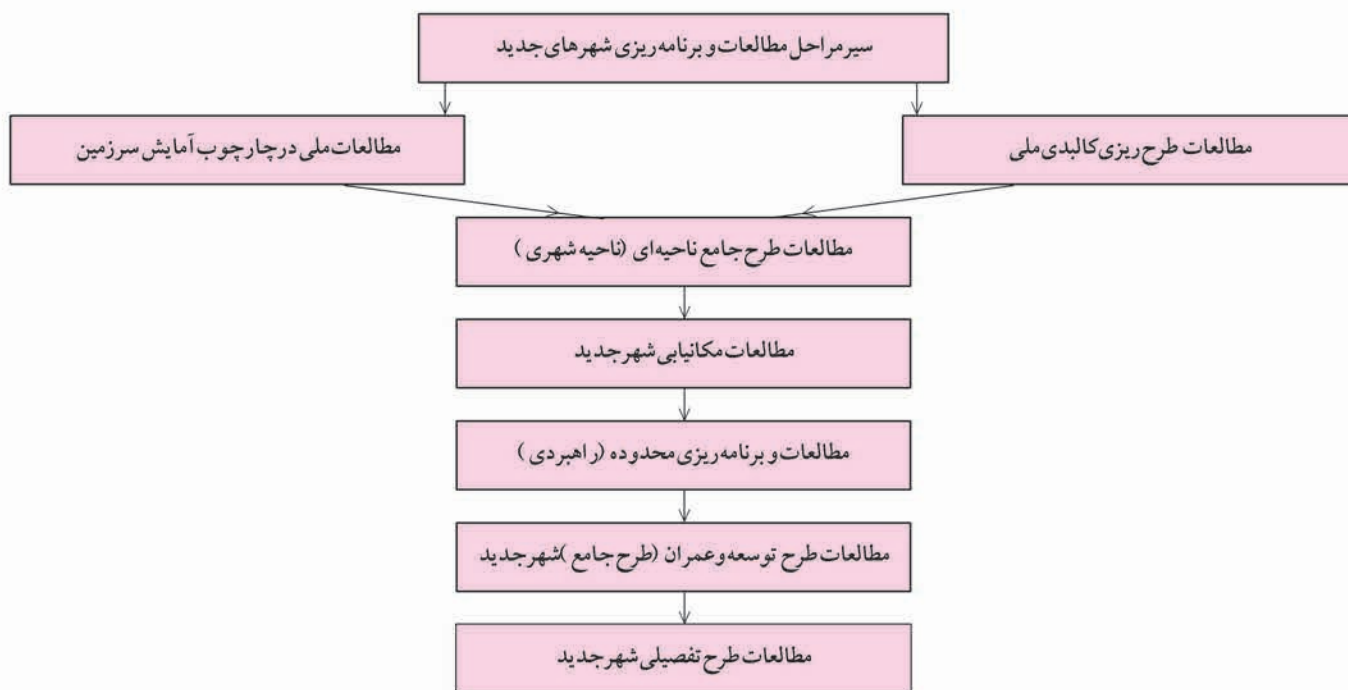 سیر مراحل مطالعات و برنامه ریزی شهرهای جدید
مطالعات طرح ریزی کالبدی ملی
مطالعات ملی در چارچوب آمایش سرزمین
مطالعات طرح جامع ناحیه ای (ناحیه شهری )
مطالعات مکانیابی شهر جدید
مطالعات و برنامه ریزی محدوده (راهبردی )
مطالعات طرح توسعه و عمران (طرح جامع )شهر جدید
مطالعات طرح تفصیلی شهر جدید